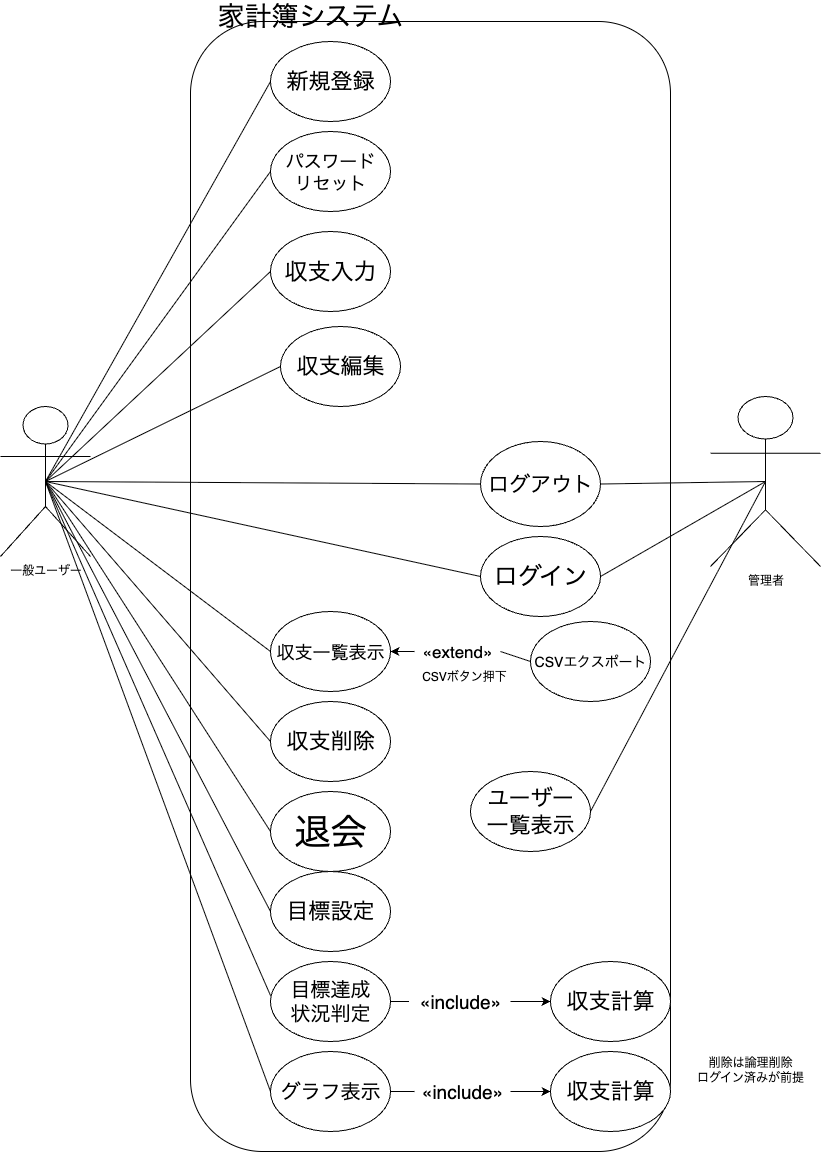 家計簿システム
新規登録
パスワード
リセット
収支入力
収支編集
ログアウト
ログイン
一般ユーザー
管理者
収支一覧表示
«extend»
CSVボタン押下
CSVエクスポート
収支削除
ユーザー
一覧表示
退会
目標設定
目標達成
状況判定
«include»
収支計算
グラフ表示
«include»
収支計算
削除は論理削除
ログイン済みが前提